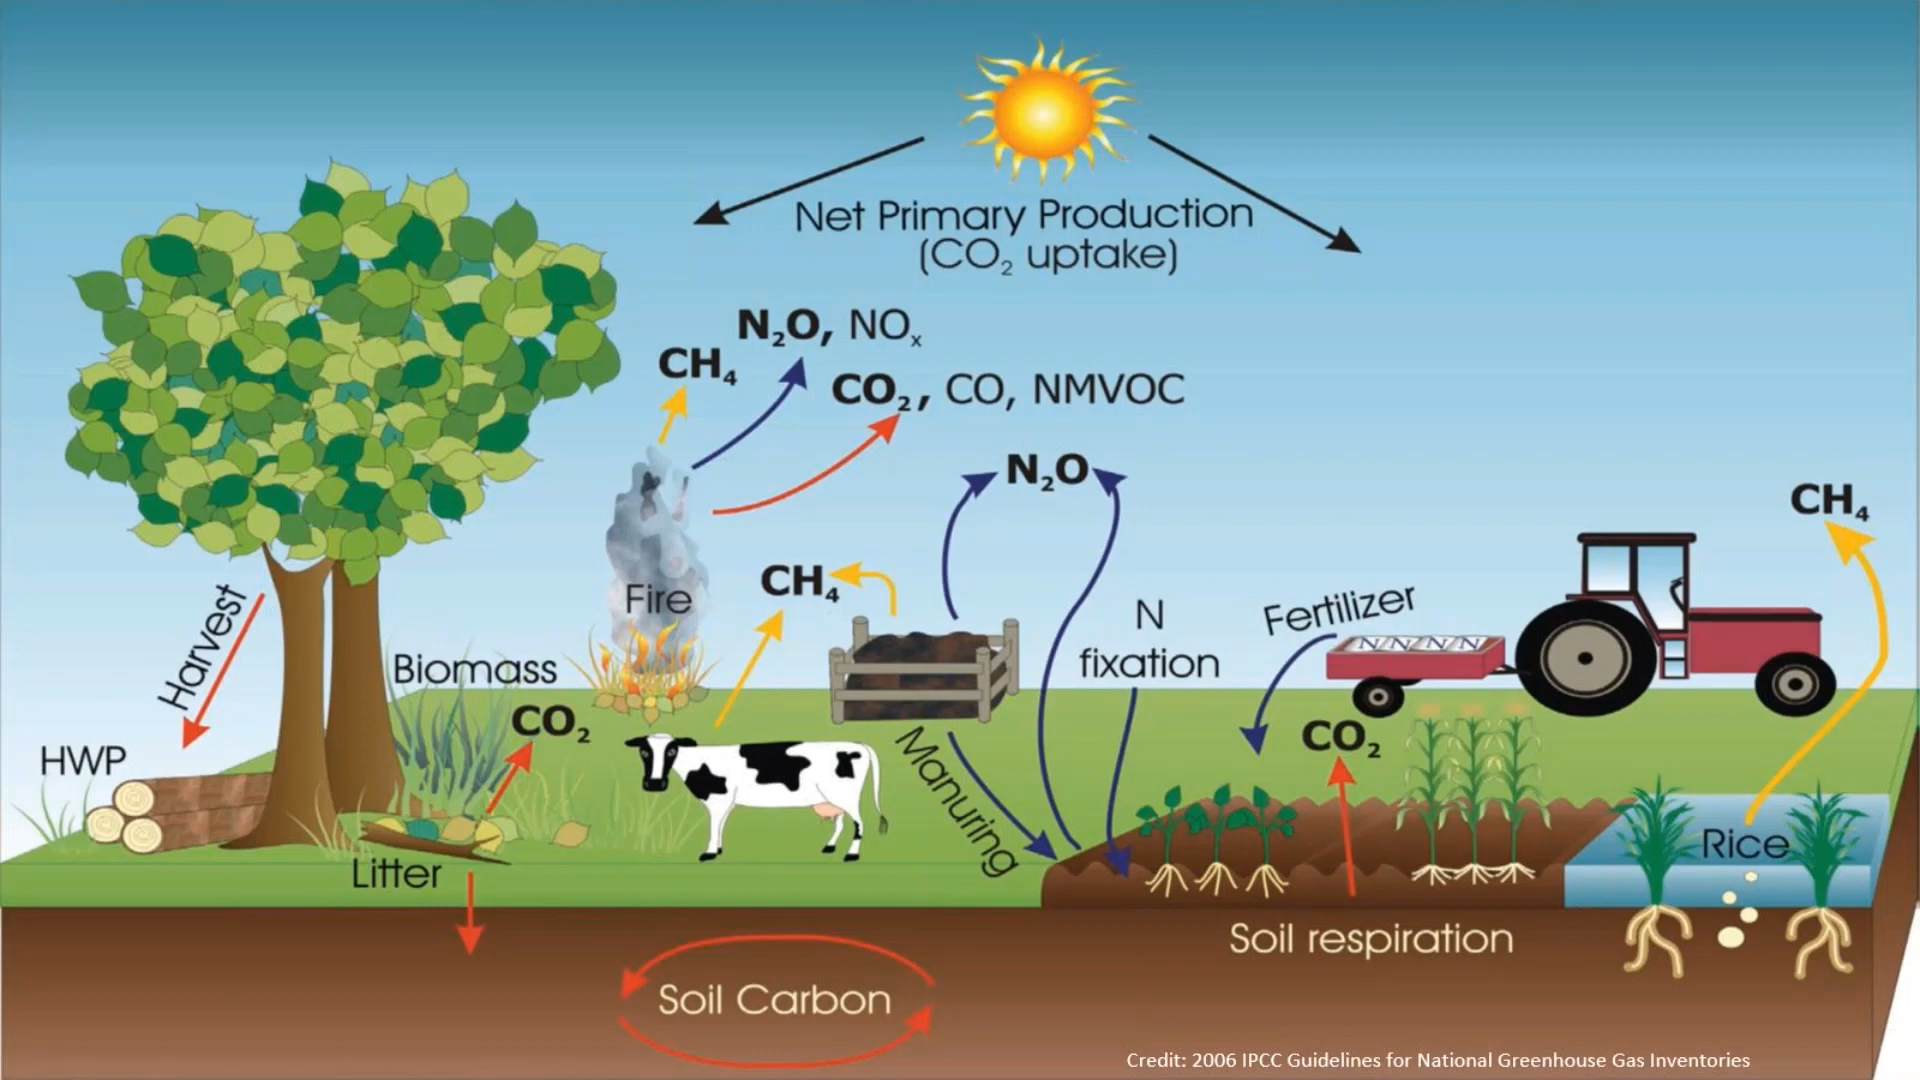 Net Primary Production
(CO₂ uptake)
N₂O, NOₓ
CH₄
CO₂, CO, NMVOC
N₂O
CH₄
Fire
CH₄
Harvest
Biomass
CO₂
N
fixation
Fertilizer
N N N N
CO₂
HWP
Manuring
Litter
Rice
Soil respiration
Soil Carbon
Credit: 2006 IPCC Guidelines for National Greenhouse Gas Inventories